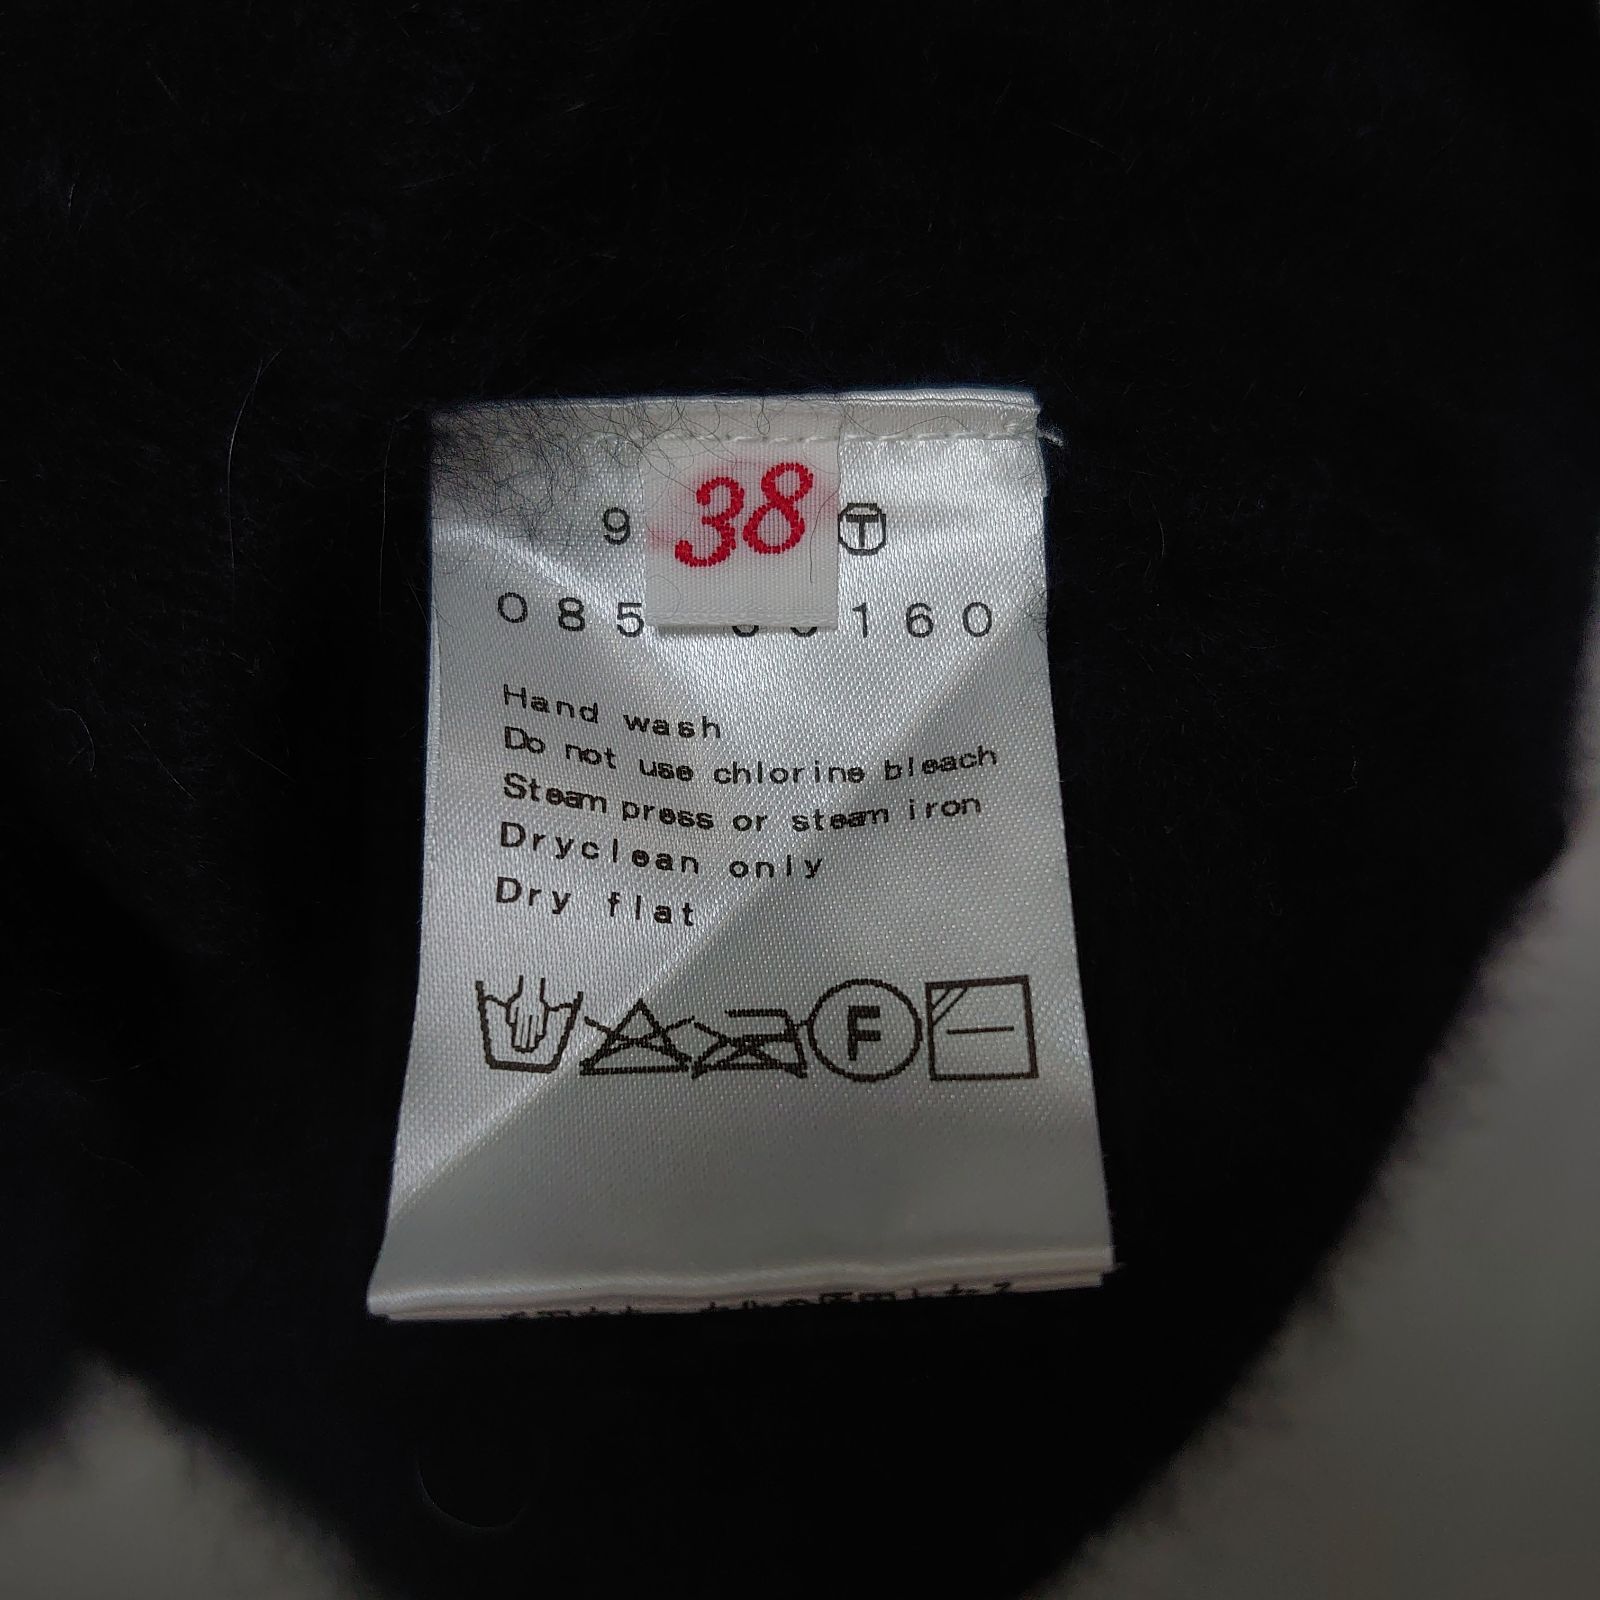 38
9 T
085 160
Hand wash
Do not use chlorine bleach
Steam press or steam iron
Dryclean only
Dry flat
F